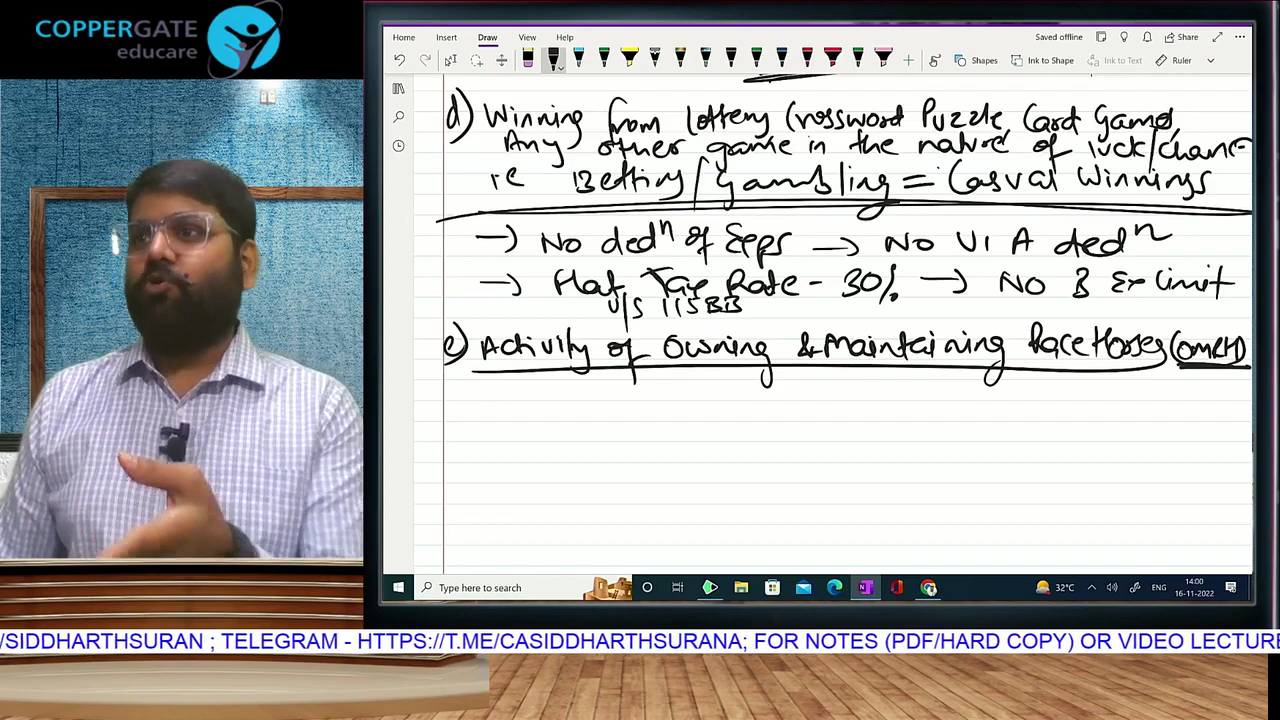 COPPERGATE
educare
Home Insert Draw View Help
Saved offline
Share
Shapes
Ink to Shape
Ink to Text
Ink to Math
Ruler
d) Winning from lottery Crossword Puzzle Card Games,
Any other game in the nature of luck/chance
ie Betting/Gambling = Casual Winnings
→ No dedn of Exps → No VI A dedn
→ Flat Tax Rate - 30% → No B Ex limit
U/S 115BB
e) Activity of Owning & Maintaining Race Horses (OMRH)
Type here to search
32°C
ENG
14:00
16-11-2022
/SIDDHARTHSURAN ; TELEGRAM - HTTPS://T.ME/CASIDDHARTHSURANA; FOR NOTES (PDF/HARD COPY) OR VIDEO LECTURE